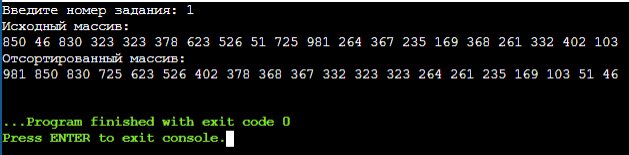 Введите номер задания: 1
Исходный массив:
850 46 830 323 323 378 623 526 51 725 981 264 367 235 169 368 261 332 402 103
Отсортированный массив:
981 850 830 725 623 526 402 378 368 367 332 323 323 264 261 235 169 103 51 46
...Program finished with exit code 0
Press ENTER to exit console.